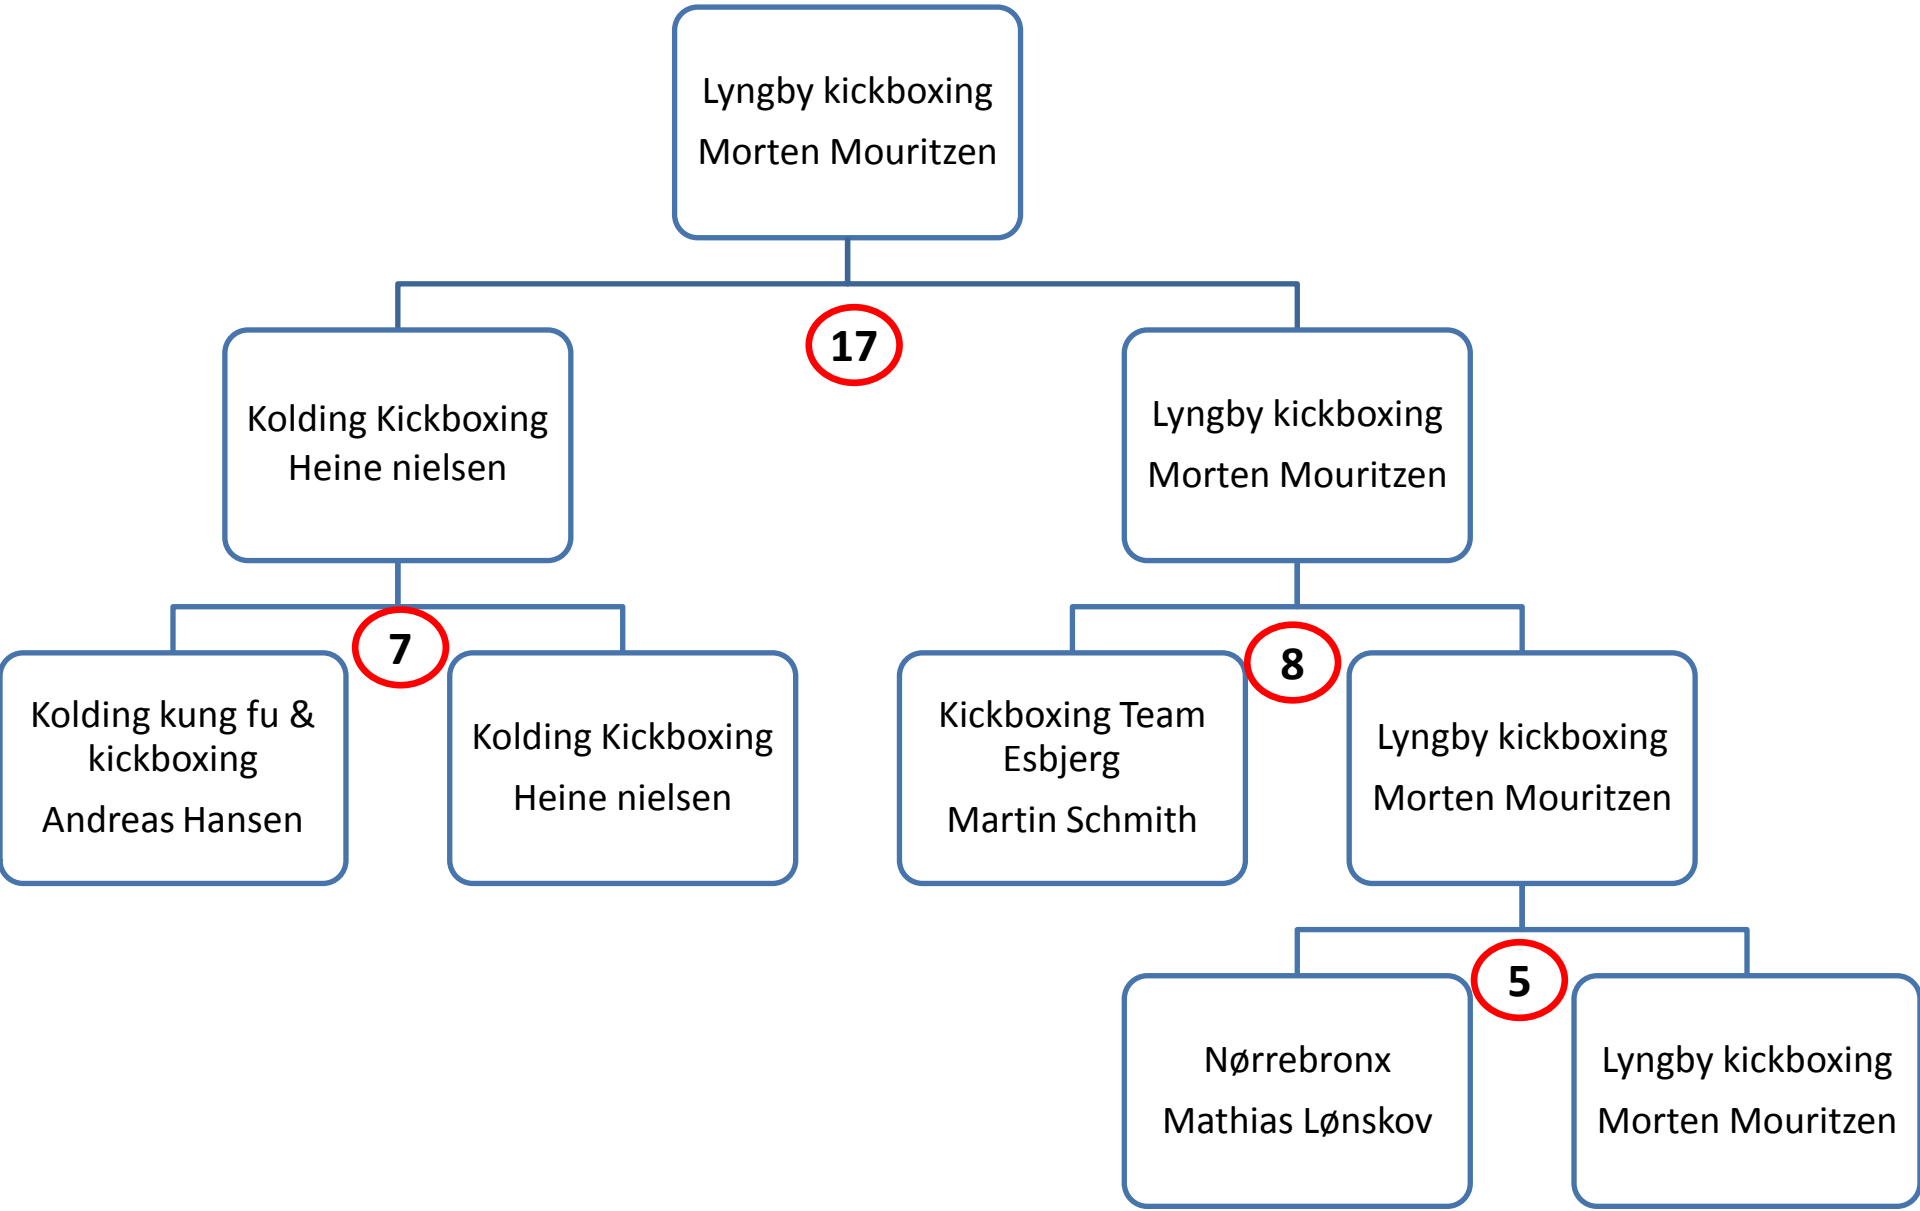 Lyngby kickboxing
Morten Mouritzen
17
Kolding Kickboxing
Heine nielsen
Lyngby kickboxing
Morten Mouritzen
7
8
Kolding kung fu &
kickboxing
Andreas Hansen
Kolding Kickboxing
Heine nielsen
Kickboxing Team
Esbjerg
Martin Schmith
Lyngby kickboxing
Morten Mouritzen
5
Nørrebronx
Mathias Lønskov
Lyngby kickboxing
Morten Mouritzen